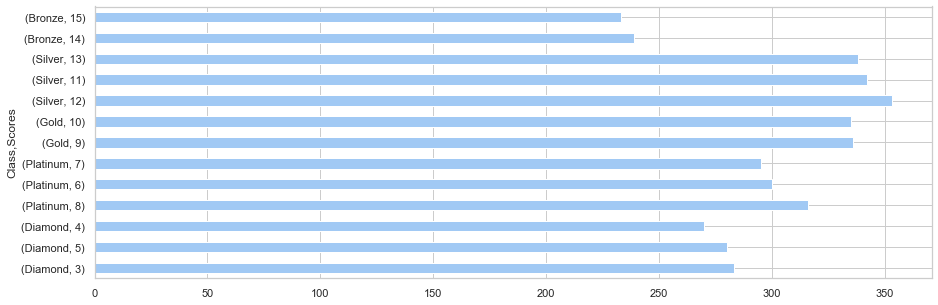 (Bronze, 15)
(Bronze, 14)
(Silver, 13)
(Silver, 11)
(Silver, 12)
(Gold, 10)
(Gold, 9)
(Platinum, 7)
(Platinum, 6)
(Platinum, 8)
(Diamond, 4)
(Diamond, 5)
(Diamond, 3)
Class,Scores
0 50 100 150 200 250 300 350